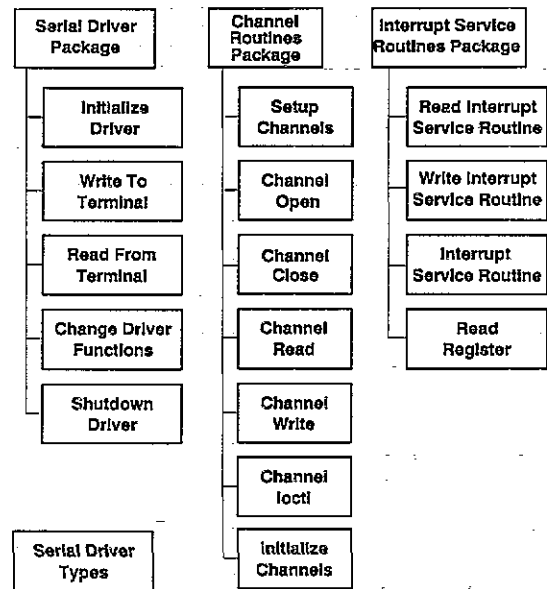 Serial Driver
Package
Initialize
Driver
Write To
Terminal
Read From
Terminal
Change Driver
Functions
Shutdown
Driver
Serial Driver
Types
Channel
Routines
Package
Setup
Channels
Channel
Open
Channel
Close
Channel
Read
Channel
Write
Channel
Ioctl
Initialize
Channels
Interrupt Service
Routines Package
Read Interrupt
Service Routine
Write Interrupt
Service Routine
Interrupt
Service Routine
Read
Register